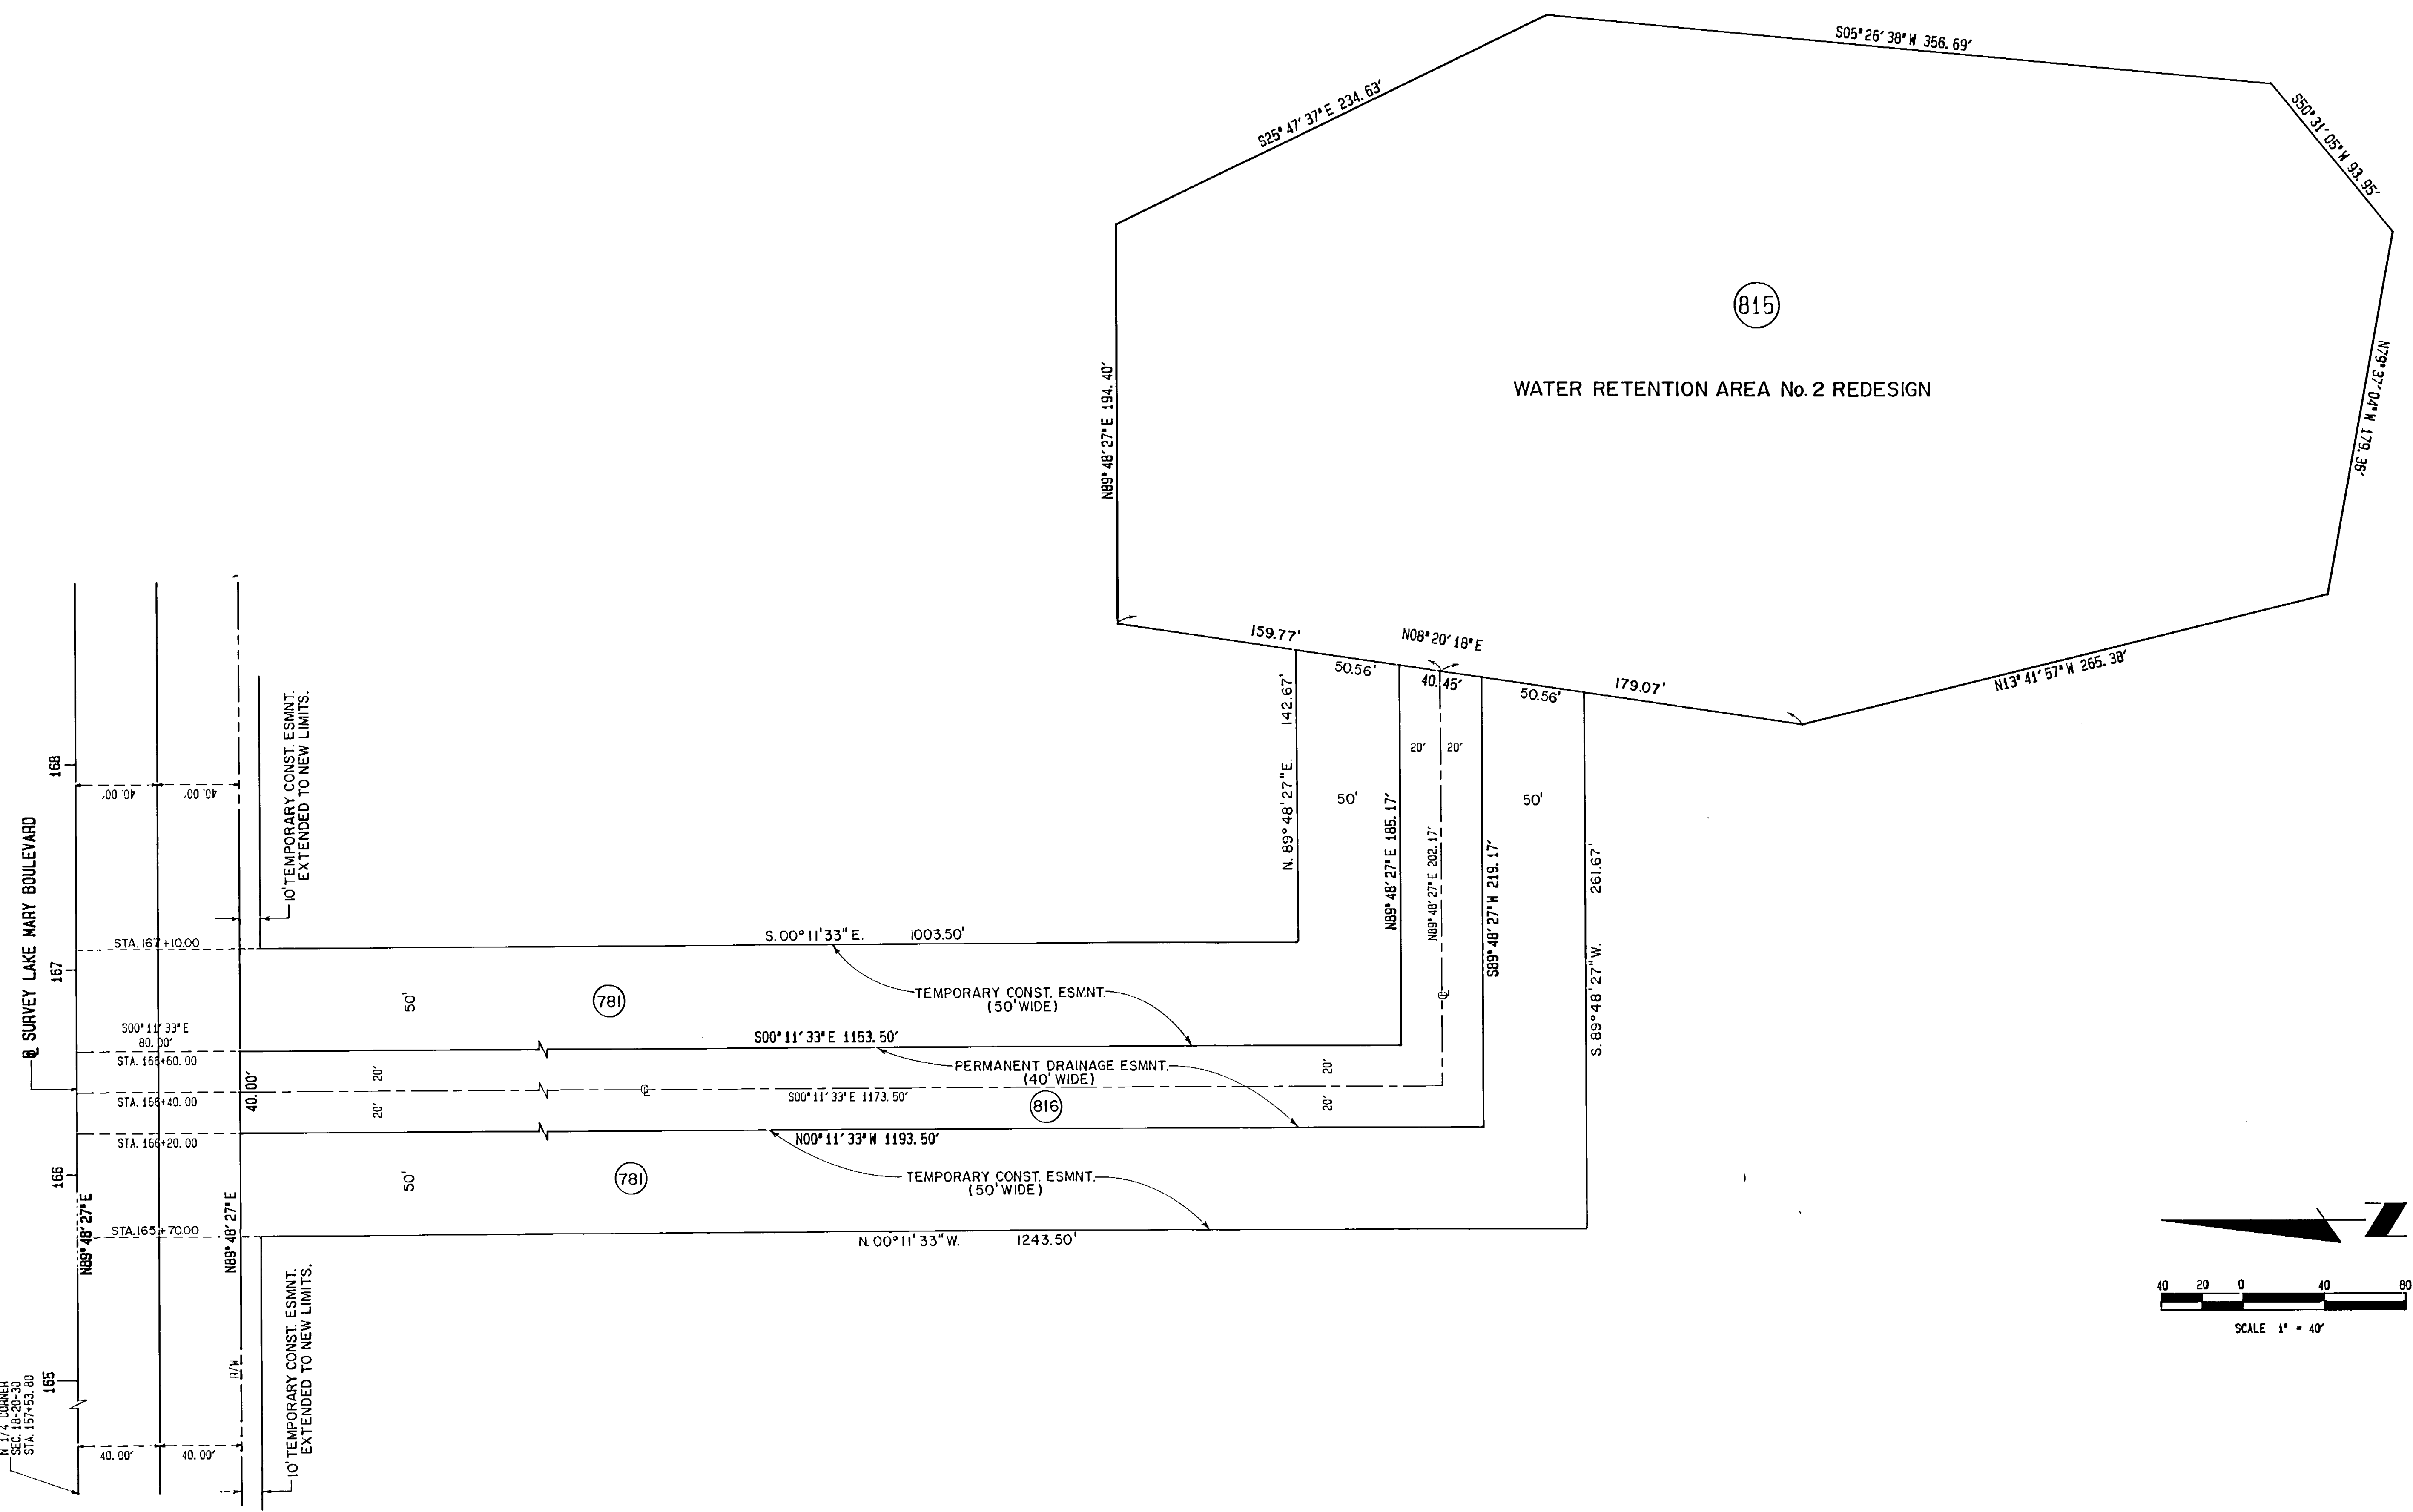 S05°26'38"W 356.69'
S25°47'37"E 234.63'
S50°31'05"W 93.95'
815
WATER RETENTION AREA No. 2 REDESIGN
N79°37'04"W 179.36'
N89°48'27"E 194.40'
159.77'
N08°20'18"E
50.56'
40.45'
50.56'
179.07'
N13°41'57"W 265.38'
N. 89°48'27"E. 142.67'
20'
20'
50'
50'
N89°48'27"E 185.17'
N89°48'27"E 202.17'
S89°48'27"W 219.17'
S. 89°48'27"W. 261.67'
℄
10' TEMPORARY CONST. ESMNT.
EXTENDED TO NEW LIMITS.
168
40.00'
40.00'
℄ SURVEY LAKE MARY BOULEVARD
STA. 167+10.00
167
S. 00°11'33"E. 1003.50'
50'
781
TEMPORARY CONST. ESMNT.
(50' WIDE)
S00°11'33"E
80.00'
STA. 166+60.00
S00°11'33"E 1153.50'
PERMANENT DRAINAGE ESMNT.
(40' WIDE)
20'
20'
40.00'
℄
STA. 166+40.00
S00°11'33"E 1173.50'
816
20'
20'
STA. 166+20.00
N00°11'33"W 1193.50'
166
50'
781
TEMPORARY CONST. ESMNT.
(50' WIDE)
N89°48'27"E
N89°48'27"E
STA. 165+70.00
N. 00°11'33"W. 1243.50'
10' TEMPORARY CONST. ESMNT.
EXTENDED TO NEW LIMITS.
R/W
165
N 1/4 CORNER
SEC. 18-20-30
STA. 157+53.80
40.00'
40.00'
N
40 20 0 40 80
SCALE 1" = 40'